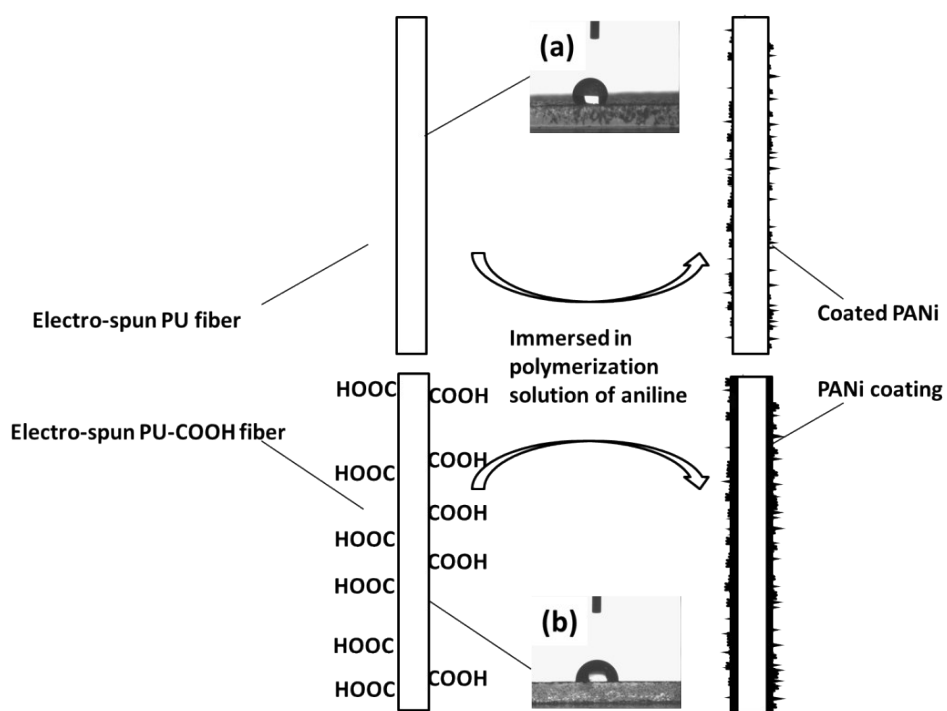 (a)
Electro-spun PU fiber
Coated PANi
Immersed in
polymerization
solution of aniline
HOOC
COOH
PANi coating
Electro-spun PU-COOH fiber
COOH
HOOC
COOH
HOOC
COOH
HOOC
(b)
HOOC
COOH
HOOC